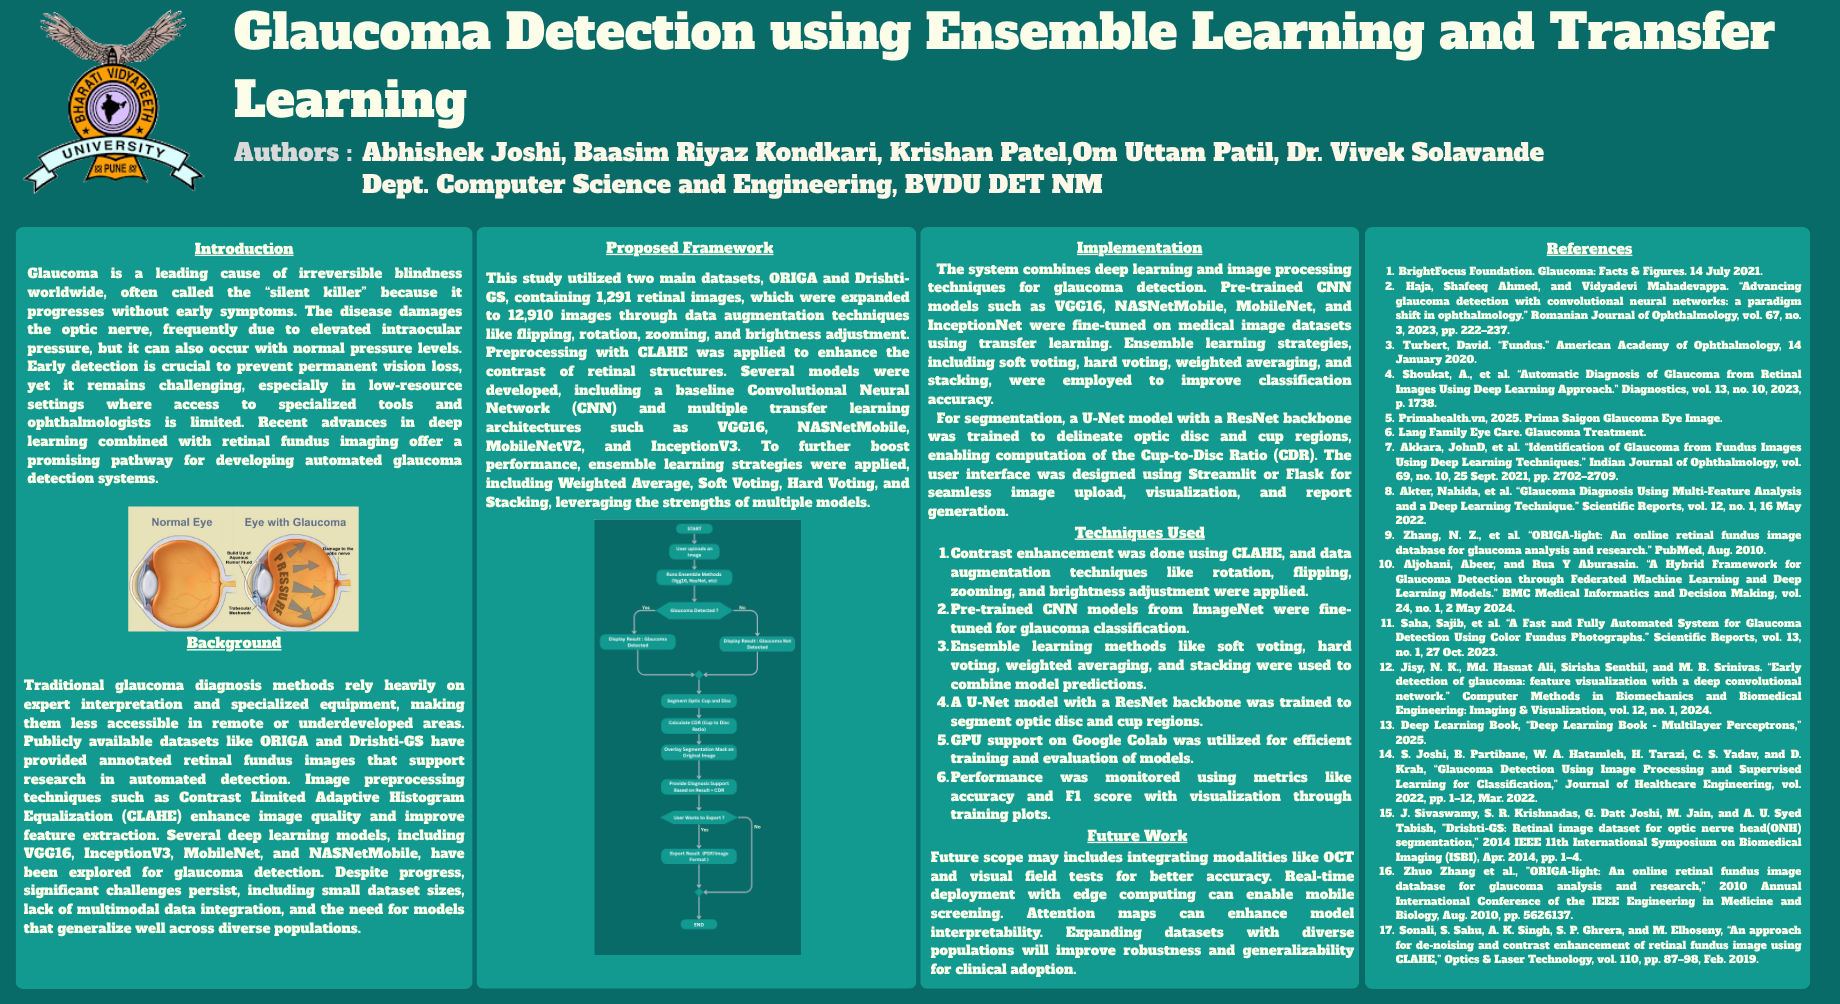 BHARATI VIDYAPEETH
UNIVERSITY
PUNE
Glaucoma Detection using Ensemble Learning and Transfer
Learning
Authors : Abhishek Joshi, Baasim Riyaz Kondkari, Krishan Patel,Om Uttam Patil, Dr. Vivek Solavande
Dept. Computer Science and Engineering, BVDU DET NM
Introduction
Glaucoma is a leading cause of irreversible blindness
worldwide, often called the “silent killer” because it
progresses without early symptoms. The disease damages
the optic nerve, frequently due to elevated intraocular
pressure, but it can also occur with normal pressure levels.
Early detection is crucial to prevent permanent vision loss,
yet it remains challenging, especially in low-resource
settings where access to specialized tools and
ophthalmologists is limited. Recent advances in deep
learning combined with retinal fundus imaging offer a
promising pathway for developing automated glaucoma
detection systems.
Normal Eye
Eye with Glaucoma
Build Up of
Aqueous
Humor Fluid
Damage to the
optic nerve
Trabecular
Meshwork
PRESSURE
Background
Traditional glaucoma diagnosis methods rely heavily on
expert interpretation and specialized equipment, making
them less accessible in remote or underdeveloped areas.
Publicly available datasets like ORIGA and Drishti-GS have
provided annotated retinal fundus images that support
research in automated detection. Image preprocessing
techniques such as Contrast Limited Adaptive Histogram
Equalization (CLAHE) enhance image quality and improve
feature extraction. Several deep learning models, including
VGG16, InceptionV3, MobileNet, and NASNetMobile, have
been explored for glaucoma detection. Despite progress,
significant challenges persist, including small dataset sizes,
lack of multimodal data integration, and the need for models
that generalize well across diverse populations.
Proposed Framework
This study utilized two main datasets, ORIGA and Drishti-
GS, containing 1,291 retinal images, which were expanded
to 12,910 images through data augmentation techniques
like flipping, rotation, zooming, and brightness adjustment.
Preprocessing with CLAHE was applied to enhance the
contrast of retinal structures. Several models were
developed, including a baseline Convolutional Neural
Network (CNN) and multiple transfer learning
architectures such as VGG16, NASNetMobile,
MobileNetV2, and InceptionV3. To further boost
performance, ensemble learning strategies were applied,
including Weighted Average, Soft Voting, Hard Voting, and
Stacking, leveraging the strengths of multiple models.
START
User uploads an
Image
Runs Ensemble Methods
(Vgg16, ResNet, etc)
Glaucoma Detected ?
Yes
No
Display Result : Glaucoma
Detected
Display Result : Glaucoma Not
Detected
Segment Optic Cup and Disc
Calculate CDR (Cup to Disc
Ratio)
Overlay Segmentation Mask on
Original Image
Provide Diagnosis Support
Based on Result + CDR
User Wants to Export ?
Yes
No
Export Result (PDF/Image
Format )
END
Implementation
The system combines deep learning and image processing
techniques for glaucoma detection. Pre-trained CNN
models such as VGG16, NASNetMobile, MobileNet, and
InceptionNet were fine-tuned on medical image datasets
using transfer learning. Ensemble learning strategies,
including soft voting, hard voting, weighted averaging, and
stacking, were employed to improve classification
accuracy.
For segmentation, a U-Net model with a ResNet backbone
was trained to delineate optic disc and cup regions,
enabling computation of the Cup-to-Disc Ratio (CDR). The
user interface was designed using Streamlit or Flask for
seamless image upload, visualization, and report
generation.
Techniques Used
1. Contrast enhancement was done using CLAHE, and data
augmentation techniques like rotation, flipping,
zooming, and brightness adjustment were applied.
2. Pre-trained CNN models from ImageNet were fine-
tuned for glaucoma classification.
3. Ensemble learning methods like soft voting, hard
voting, weighted averaging, and stacking were used to
combine model predictions.
4. A U-Net model with a ResNet backbone was trained to
segment optic disc and cup regions.
5. GPU support on Google Colab was utilized for efficient
training and evaluation of models.
6. Performance was monitored using metrics like
accuracy and F1 score with visualization through
training plots.
Future Work
Future scope may includes integrating modalities like OCT
and visual field tests for better accuracy. Real-time
deployment with edge computing can enable mobile
screening. Attention maps can enhance model
interpretability. Expanding datasets with diverse
populations will improve robustness and generalizability
for clinical adoption.
References
1. BrightFocus Foundation. Glaucoma: Facts & Figures. 14 July 2021.
2. Haja, Shafeeq Ahmed, and Vidyadevi Mahadevappa. "Advancing
glaucoma detection with convolutional neural networks: a paradigm
shift in ophthalmology." Romanian Journal of Ophthalmology, vol. 67, no.
3, 2023, pp. 222–237.
3. Turbert, David. "Fundus." American Academy of Ophthalmology, 14
January 2020.
4. Shoukat, A., et al. "Automatic Diagnosis of Glaucoma from Retinal
Images Using Deep Learning Approach." Diagnostics, vol. 13, no. 10, 2023,
p. 1738.
5. Primahealth.vn, 2025. Prima Saigon Glaucoma Eye Image.
6. Lang Family Eye Care. Glaucoma Treatment.
7. Akkara, JohnD, et al. "Identification of Glaucoma from Fundus Images
Using Deep Learning Techniques." Indian Journal of Ophthalmology, vol.
69, no. 10, 25 Sept. 2021, pp. 2702–2709.
8. Akter, Nahida, et al. "Glaucoma Diagnosis Using Multi-Feature Analysis
and a Deep Learning Technique." Scientific Reports, vol. 12, no. 1, 16 May
2022.
9. Zhang, N. Z., et al. "ORIGA-light: An online retinal fundus image
database for glaucoma analysis and research." PubMed, Aug. 2010.
10. Aljohani, Abeer, and Rua Y Aburasain. "A Hybrid Framework for
Glaucoma Detection through Federated Machine Learning and Deep
Learning Models." BMC Medical Informatics and Decision Making, vol.
24, no. 1, 2 May 2024.
11. Saha, Sajib, et al. "A Fast and Fully Automated System for Glaucoma
Detection Using Color Fundus Photographs." Scientific Reports, vol. 13,
no. 1, 27 Oct. 2023.
12. Jisy, N. K., Md. Hasnat Ali, Sirisha Senthil, and M. B. Srinivas. "Early
detection of glaucoma: feature visualization with a deep convolutional
network." Computer Methods in Biomechanics and Biomedical
Engineering: Imaging & Visualization, vol. 12, no. 1, 2024.
13. Deep Learning Book, "Deep Learning Book - Multilayer Perceptrons,"
2025.
14. S. Joshi, B. Partibane, W. A. Hatamleh, H. Tarazi, C. S. Yadav, and D.
Krah, "Glaucoma Detection Using Image Processing and Supervised
Learning for Classification," Journal of Healthcare Engineering, vol.
2022, pp. 1–12, Mar. 2022.
15. J. Sivaswamy, S. R. Krishnadas, G. Datt Joshi, M. Jain, and A. U. Syed
Tabish, "Drishti-GS: Retinal image dataset for optic nerve head(ONH)
segmentation," 2014 IEEE 11th International Symposium on Biomedical
Imaging (ISBI), Apr. 2014, pp. 1–4.
16. Zhuo Zhang et al., "ORIGA-light: An online retinal fundus image
database for glaucoma analysis and research," 2010 Annual
International Conference of the IEEE Engineering in Medicine and
Biology, Aug. 2010, pp. 5626137.
17. Sonali, S. Sahu, A. K. Singh, S. P. Ghrera, and M. Elhoseny, "An approach
for de-noising and contrast enhancement of retinal fundus image using
CLAHE," Optics & Laser Technology, vol. 110, pp. 87–98, Feb. 2019.